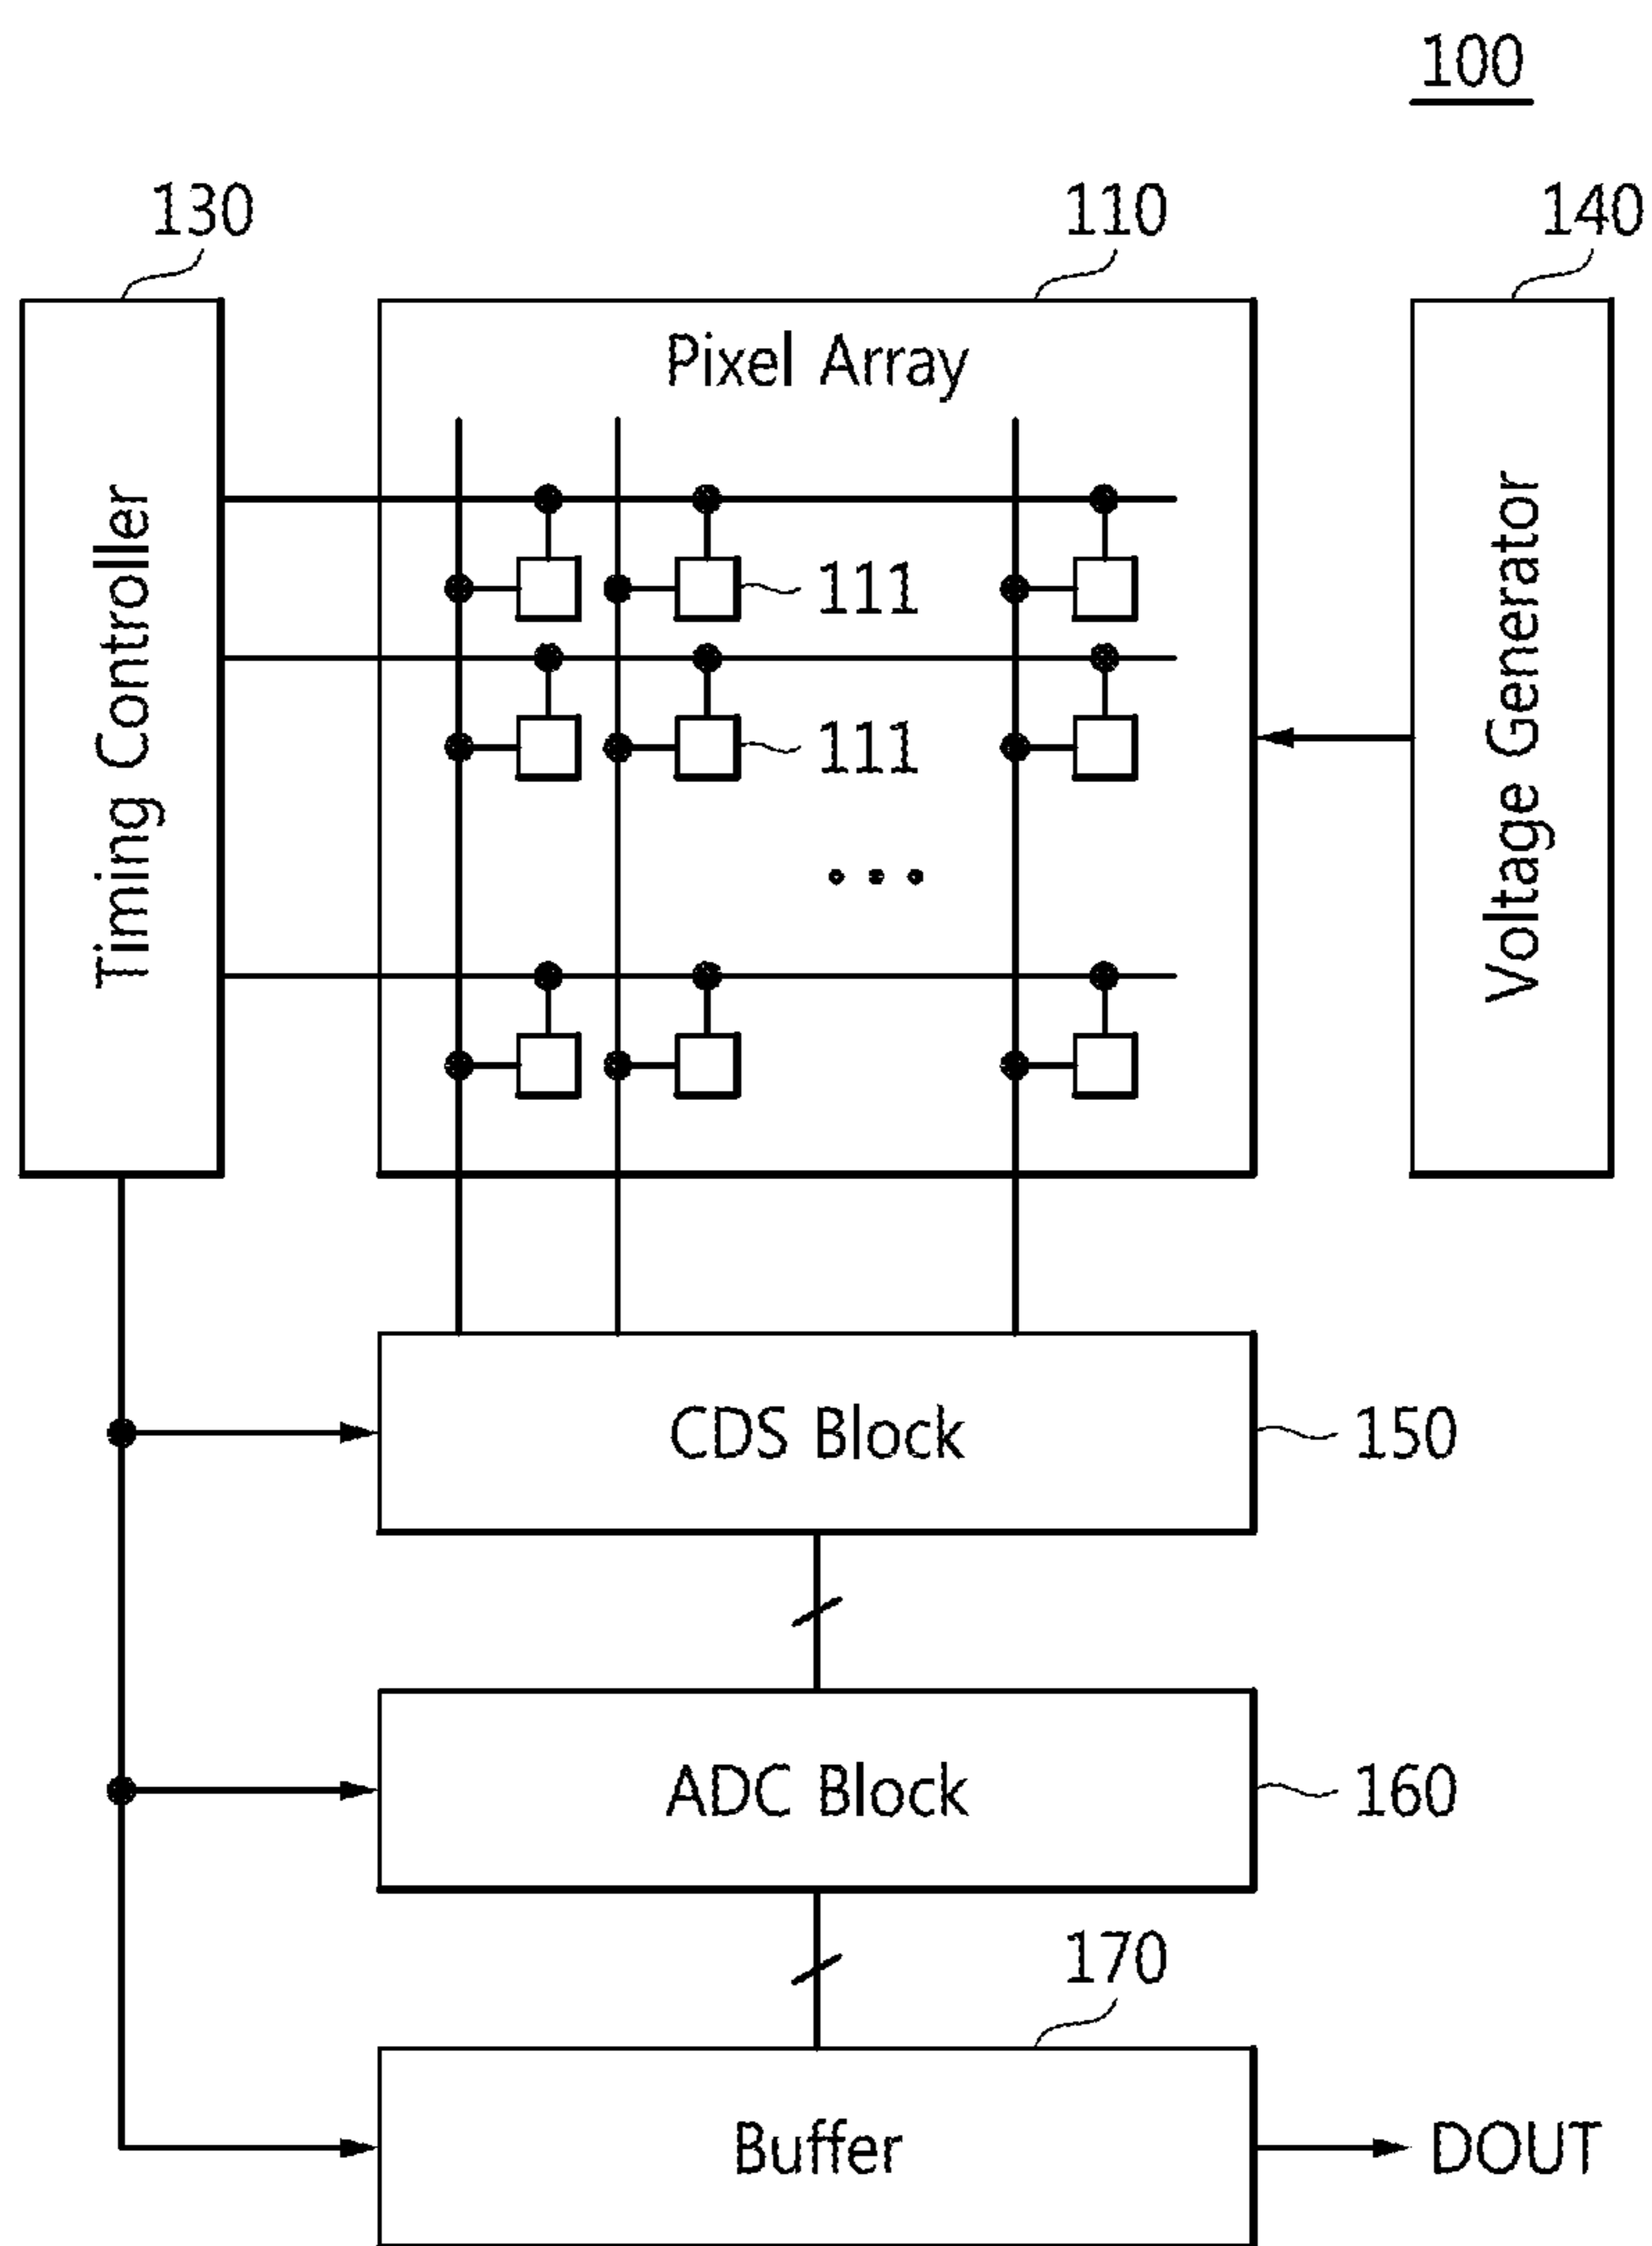 100
130
110
140
Pixel Array
Timing Controller
Voltage Generator
111
111
CDS Block
150
ADC Block
160
170
Buffer
DOUT